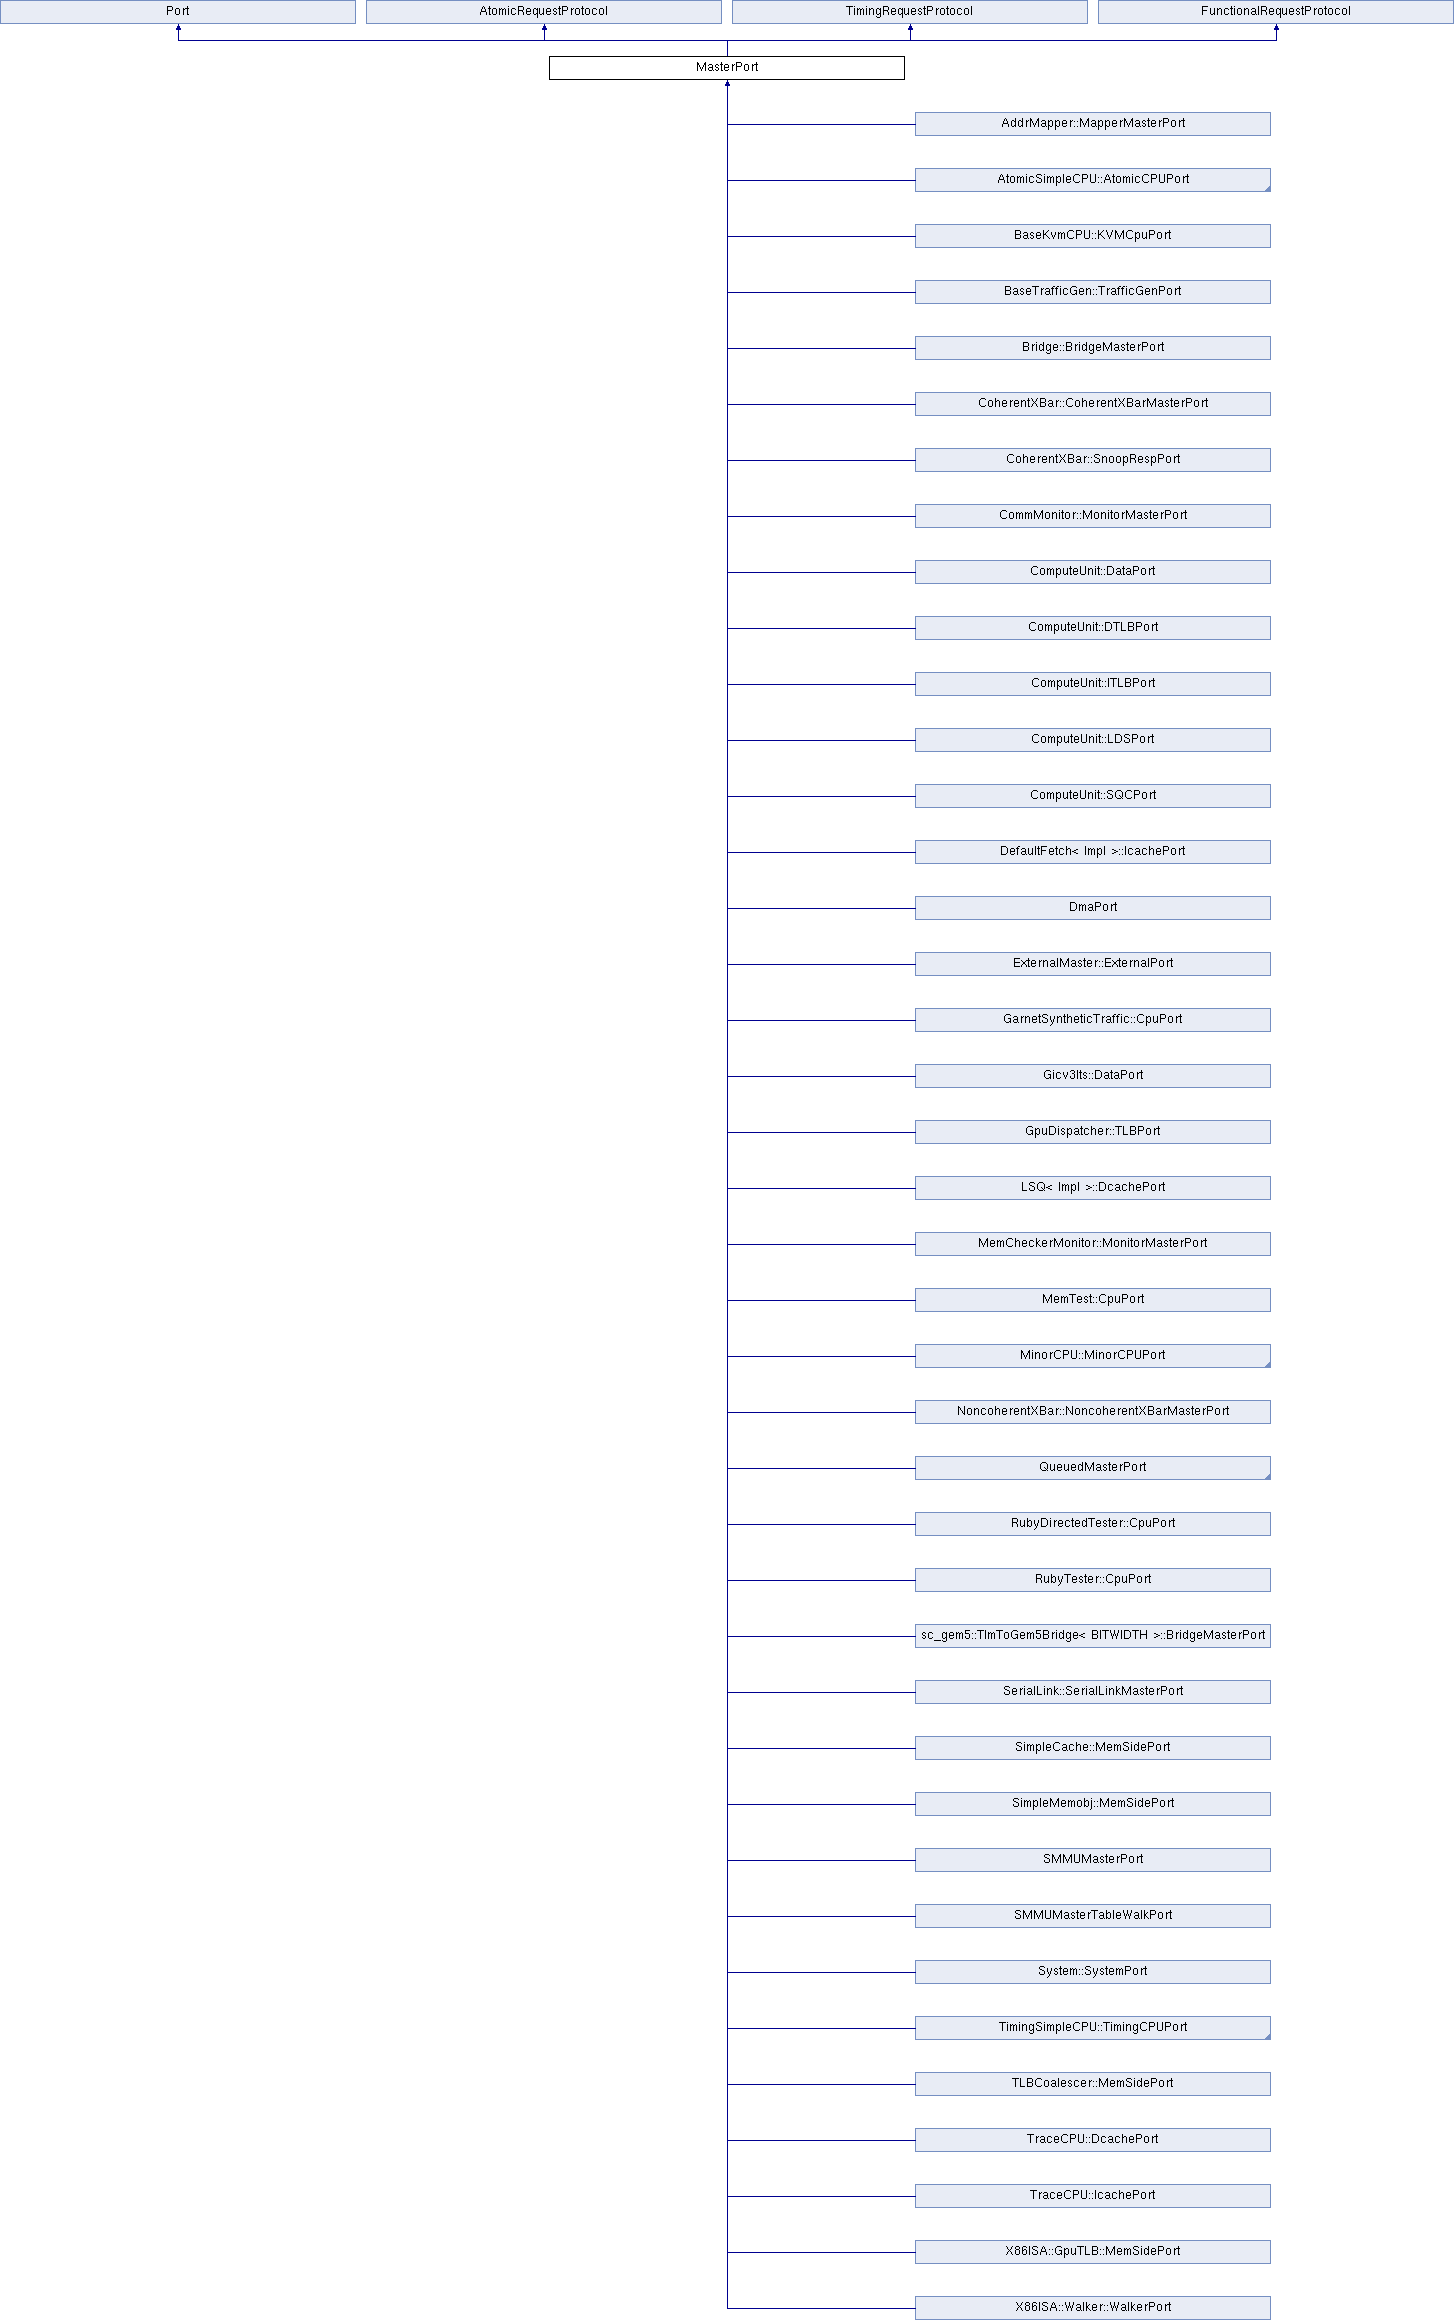 Port
AtomicRequestProtocol
TimingRequestProtocol
FunctionalRequestProtocol
MasterPort
AddrMapper::MapperMasterPort
AtomicSimpleCPU::AtomicCPUPort
BaseKvmCPU::KVMCpuPort
BaseTrafficGen::TrafficGenPort
Bridge::BridgeMasterPort
CoherentXBar::CoherentXBarMasterPort
CoherentXBar::SnoopRespPort
CommMonitor::MonitorMasterPort
ComputeUnit::DataPort
ComputeUnit::DTLBPort
ComputeUnit::ITLBPort
ComputeUnit::LDSPort
ComputeUnit::SQCPort
DefaultFetch< Impl >::IcachePort
DmaPort
ExternalMaster::ExternalPort
GarnetSyntheticTraffic::CpuPort
Gicv3Its::DataPort
GpuDispatcher::TLBPort
LSQ< Impl >::DcachePort
MemCheckerMonitor::MonitorMasterPort
MemTest::CpuPort
MinorCPU::MinorCPUPort
NoncoherentXBar::NoncoherentXBarMasterPort
QueuedMasterPort
RubyDirectedTester::CpuPort
RubyTester::CpuPort
sc_gem5::TlmToGem5Bridge< BITWIDTH >::BridgeMasterPort
SerialLink::SerialLinkMasterPort
SimpleCache::MemSidePort
SimpleMemobj::MemSidePort
SMMUMasterPort
SMMUMasterTableWalkPort
System::SystemPort
TimingSimpleCPU::TimingCPUPort
TLBCoalescer::MemSidePort
TraceCPU::DcachePort
TraceCPU::IcachePort
X86ISA::GpuTLB::MemSidePort
X86ISA::Walker::WalkerPort